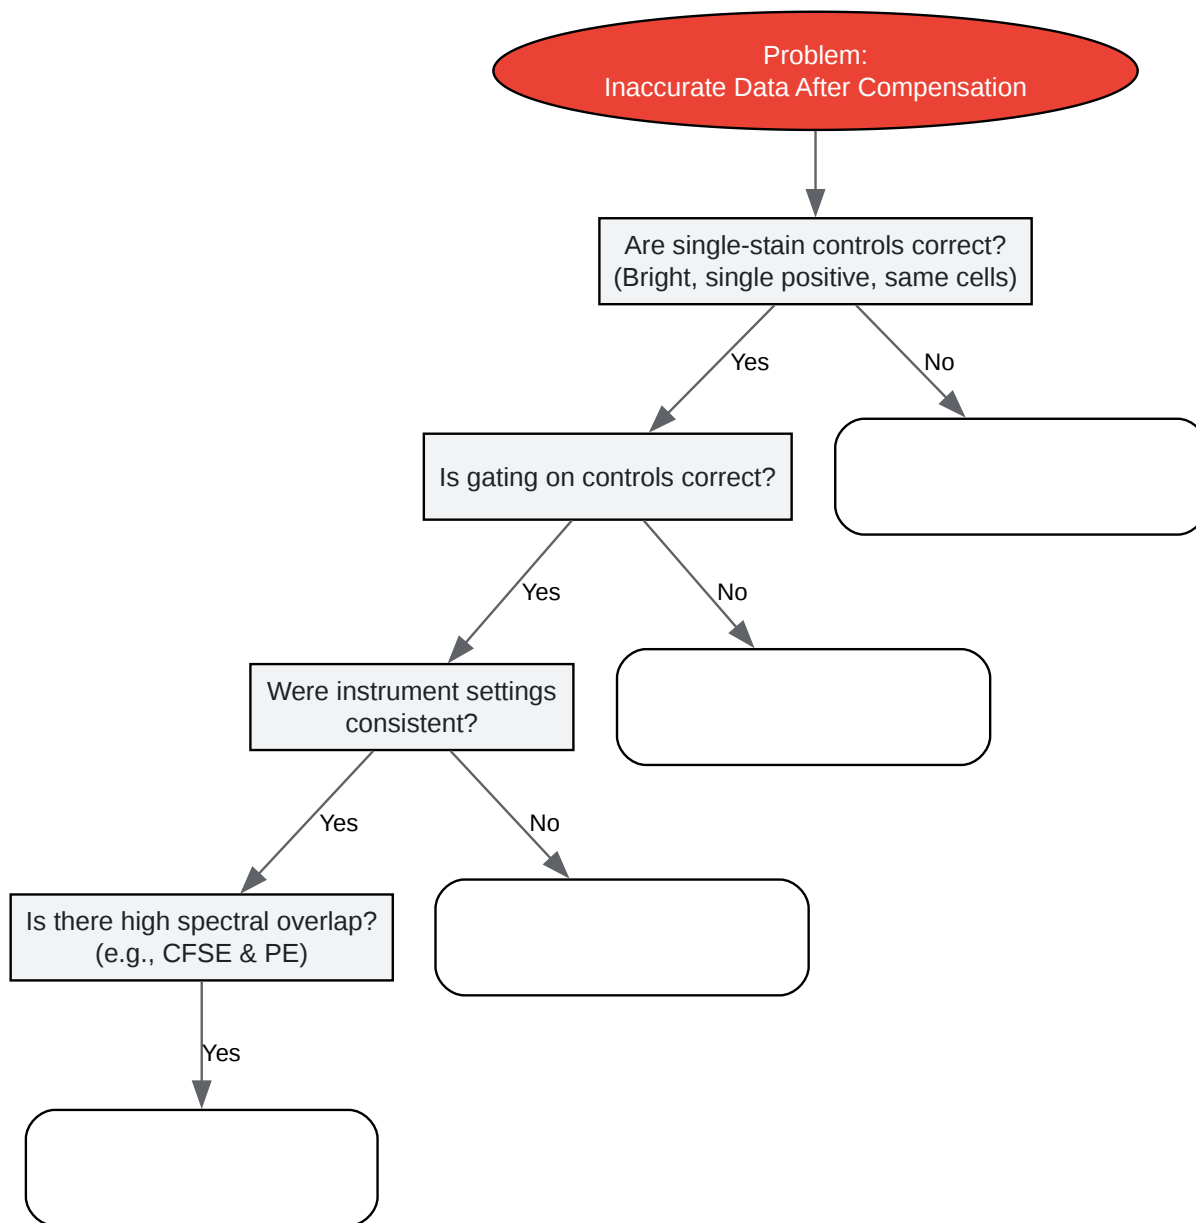 Problem:
Inaccurate Data After Compensation
Are single-stain controls correct?
(Bright, single positive, same cells)
Yes
No
Is gating on controls correct?
Yes
No
Were instrument settings
consistent?
Yes
No
Is there high spectral overlap?
(e.g., CFSE & PE)
Yes